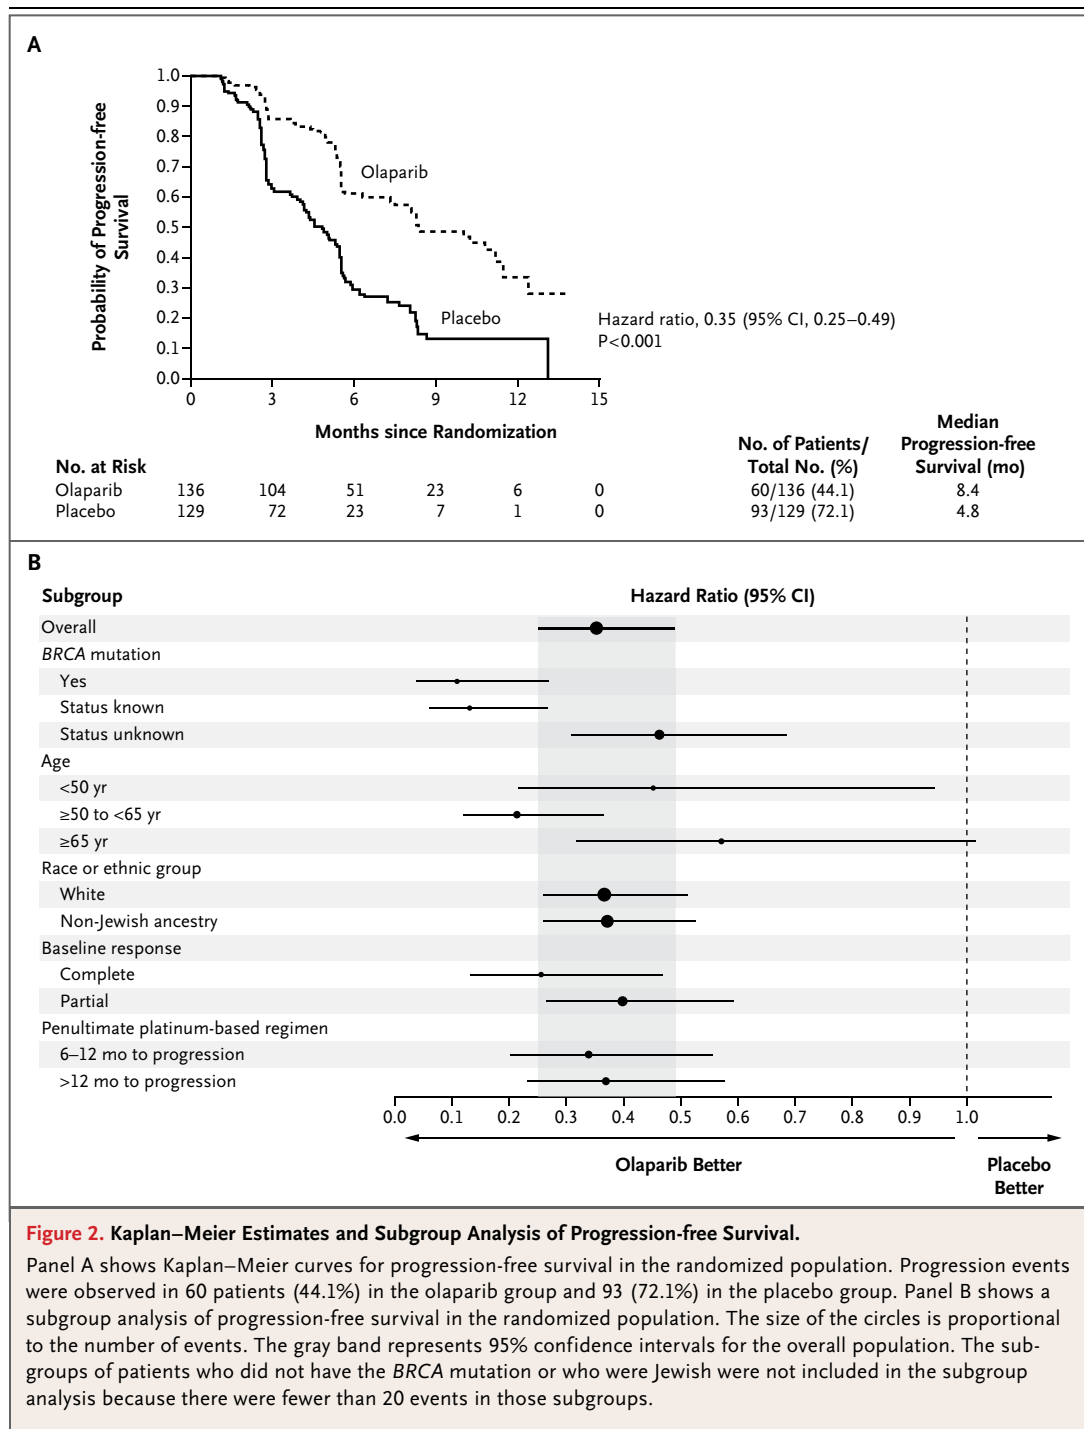 A
1.0
0.9
0.8
0.7
0.6
0.5
0.4
0.3
0.2
0.1
0.0
Probability of Progression-free
Survival
Olaparib
Placebo
Hazard ratio, 0.35 (95% CI, 0.25–0.49)
P<0.001
0 3 6 9 12 15
Months since Randomization
No. of Patients/
Total No. (%)
Median
Progression-free
Survival (mo)
No. at Risk
Olaparib 136 104 51 23 6 0 60/136 (44.1) 8.4
Placebo 129 72 23 7 1 0 93/129 (72.1) 4.8
B
Subgroup Hazard Ratio (95% CI)
Overall
BRCA mutation
Yes
Status known
Status unknown
Age
<50 yr
≥50 to <65 yr
≥65 yr
Race or ethnic group
White
Non-Jewish ancestry
Baseline response
Complete
Partial
Penultimate platinum-based regimen
6–12 mo to progression
>12 mo to progression
0.0 0.1 0.2 0.3 0.4 0.5 0.6 0.7 0.8 0.9 1.0
Olaparib Better
Placebo
Better
Figure 2. Kaplan–Meier Estimates and Subgroup Analysis of Progression-free Survival.
Panel A shows Kaplan–Meier curves for progression-free survival in the randomized population. Progression events
were observed in 60 patients (44.1%) in the olaparib group and 93 (72.1%) in the placebo group. Panel B shows a
subgroup analysis of progression-free survival in the randomized population. The size of the circles is proportional
to the number of events. The gray band represents 95% confidence intervals for the overall population. The sub-
groups of patients who did not have the BRCA mutation or who were Jewish were not included in the subgroup
analysis because there were fewer than 20 events in those subgroups.